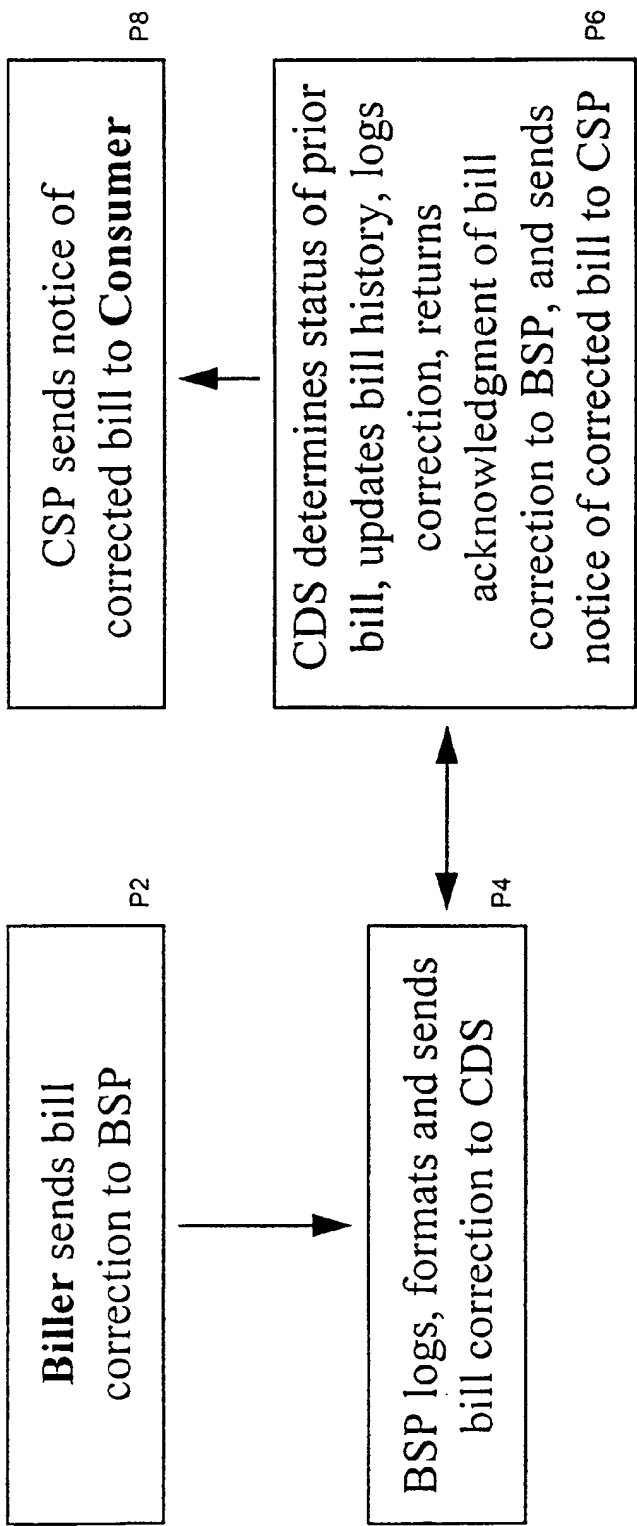 Biller sends bill
correction to BSP
P2
BSP logs, formats and sends
bill correction to CDS
P4
CDS determines status of prior
bill, updates bill history, logs
correction, returns
acknowledgment of bill
correction to BSP, and sends
notice of corrected bill to CSP
P6
CSP sends notice of
corrected bill to Consumer
P8